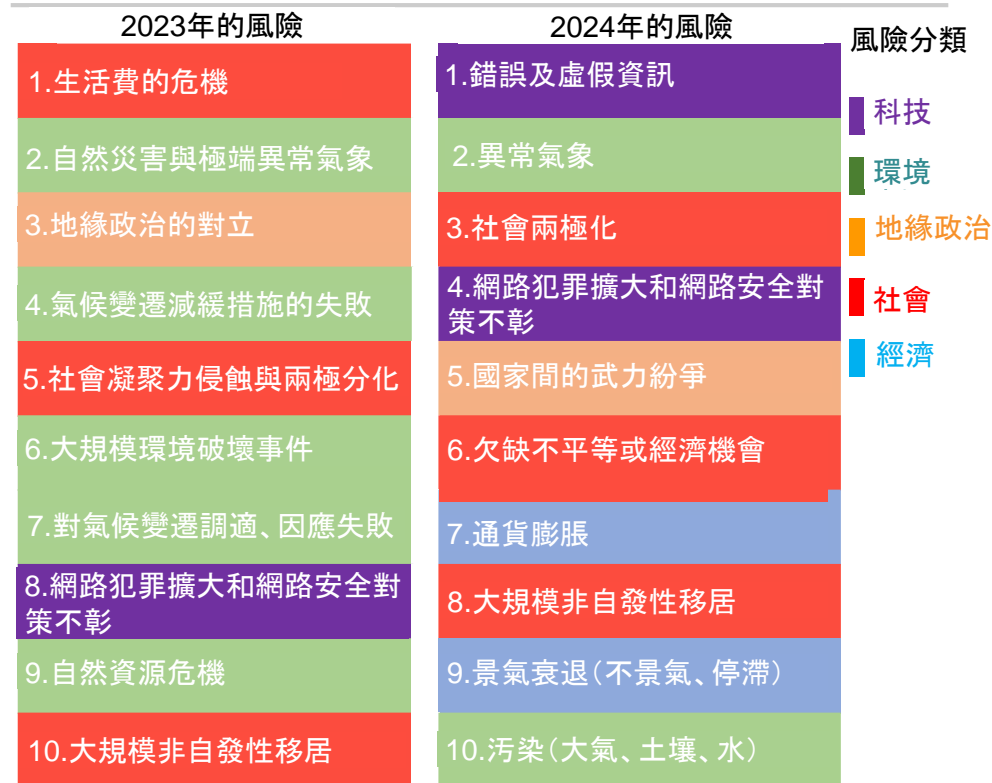 2023年的風險
1.生活費的危機
2.自然災害與極端異常氣象
3.地緣政治的對立
4.氣候變遷減緩措施的失敗
5.社會凝聚力侵蝕與兩極分化
6.大規模環境破壞事件
7.對氣候變遷調適、因應失敗
8.網路犯罪擴大和網路安全對
策不彰
9.自然資源危機
10.大規模非自發性移居
2024年的風險
1.錯誤及虛假資訊
2.異常氣象
3.社會兩極化
4.網路犯罪擴大和網路安全對
策不彰
5.國家間的武力紛爭
6.欠缺不平等或經濟機會
7.通貨膨脹
8.大規模非自發性移居
9.景氣衰退（不景氣、停滯）
10.污染（大氣、土壤、水）
風險分類
科技
環境
地緣政治
社會
經濟